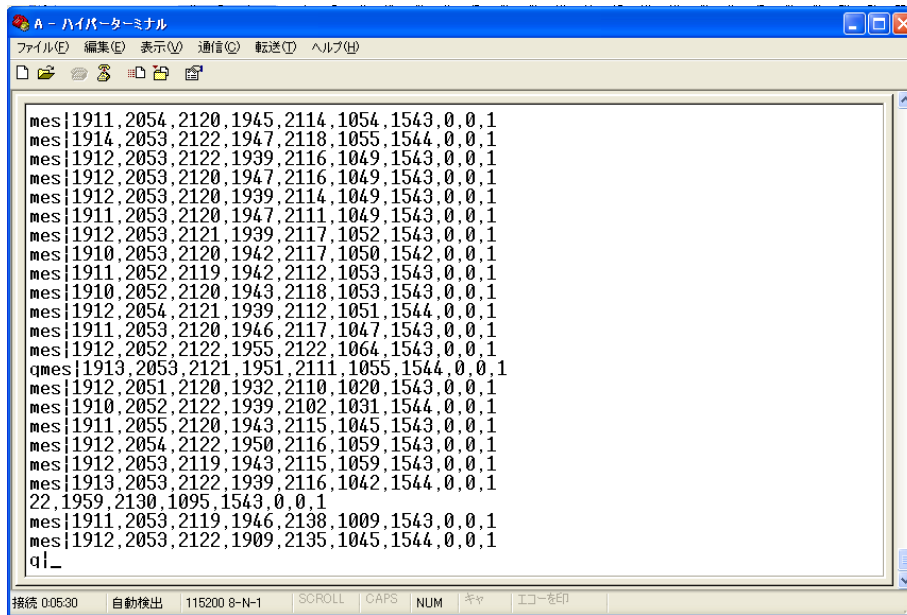 A - ハイパーターミナル
ファイル(F) 編集(E) 表示(V) 通信(C) 転送(T) ヘルプ(H)
mes|1911,2054,2120,1945,2114,1054,1543,0,0,1
mes|1914,2053,2122,1947,2118,1055,1544,0,0,1
mes|1912,2053,2122,1939,2116,1049,1543,0,0,1
mes|1912,2053,2120,1947,2116,1049,1543,0,0,1
mes|1912,2053,2120,1939,2114,1049,1543,0,0,1
mes|1911,2053,2120,1947,2111,1049,1543,0,0,1
mes|1912,2053,2121,1939,2117,1052,1543,0,0,1
mes|1910,2053,2120,1942,2117,1050,1542,0,0,1
mes|1911,2052,2119,1942,2112,1053,1543,0,0,1
mes|1910,2052,2120,1943,2118,1053,1543,0,0,1
mes|1912,2054,2121,1939,2112,1051,1544,0,0,1
mes|1911,2053,2120,1946,2117,1047,1543,0,0,1
mes|1912,2052,2122,1955,2122,1064,1543,0,0,1
qmes|1913,2053,2121,1951,2111,1055,1544,0,0,1
mes|1912,2051,2120,1932,2110,1020,1543,0,0,1
mes|1910,2052,2122,1939,2102,1031,1544,0,0,1
mes|1911,2055,2120,1943,2115,1045,1543,0,0,1
mes|1912,2054,2122,1950,2116,1059,1543,0,0,1
mes|1912,2053,2119,1943,2115,1059,1543,0,0,1
mes|1913,2053,2122,1939,2116,1042,1544,0,0,1
22,1959,2130,1095,1543,0,0,1
mes|1911,2053,2119,1946,2138,1009,1543,0,0,1
mes|1912,2053,2122,1909,2135,1045,1544,0,0,1
q|_
接続 0:05:30 自動検出 115200 8-N-1 SCROLL CAPS NUM キャ エコーを印